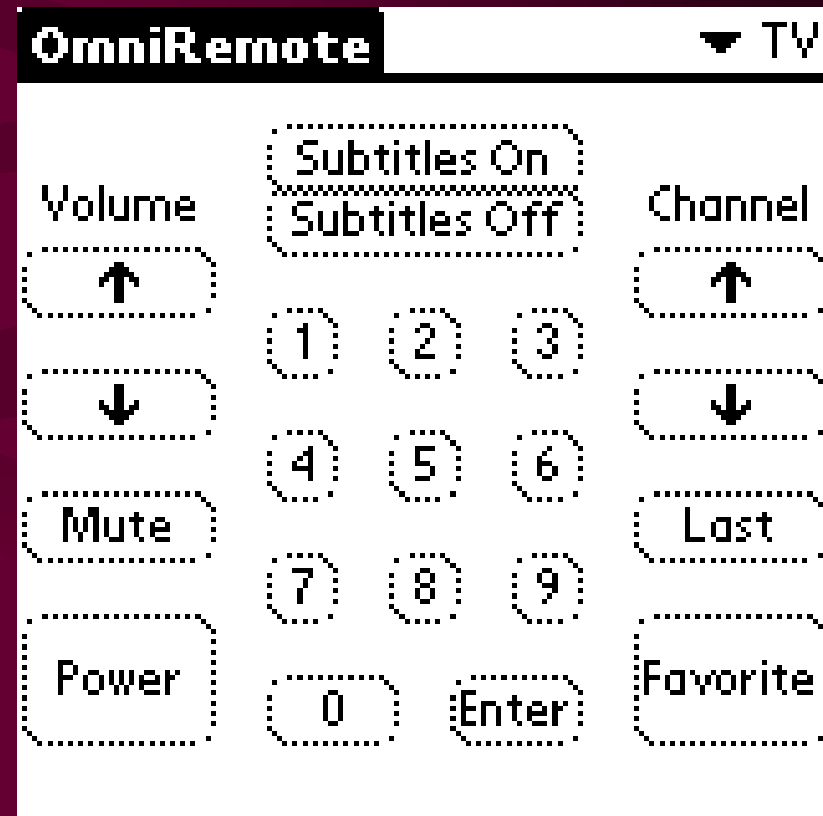 OmniRemote TV
Subtitles On
Volume Channel
Subtitles Off
1 2 3
4 5 6
Mute Last
7 8 9
Power Favorite
0 Enter